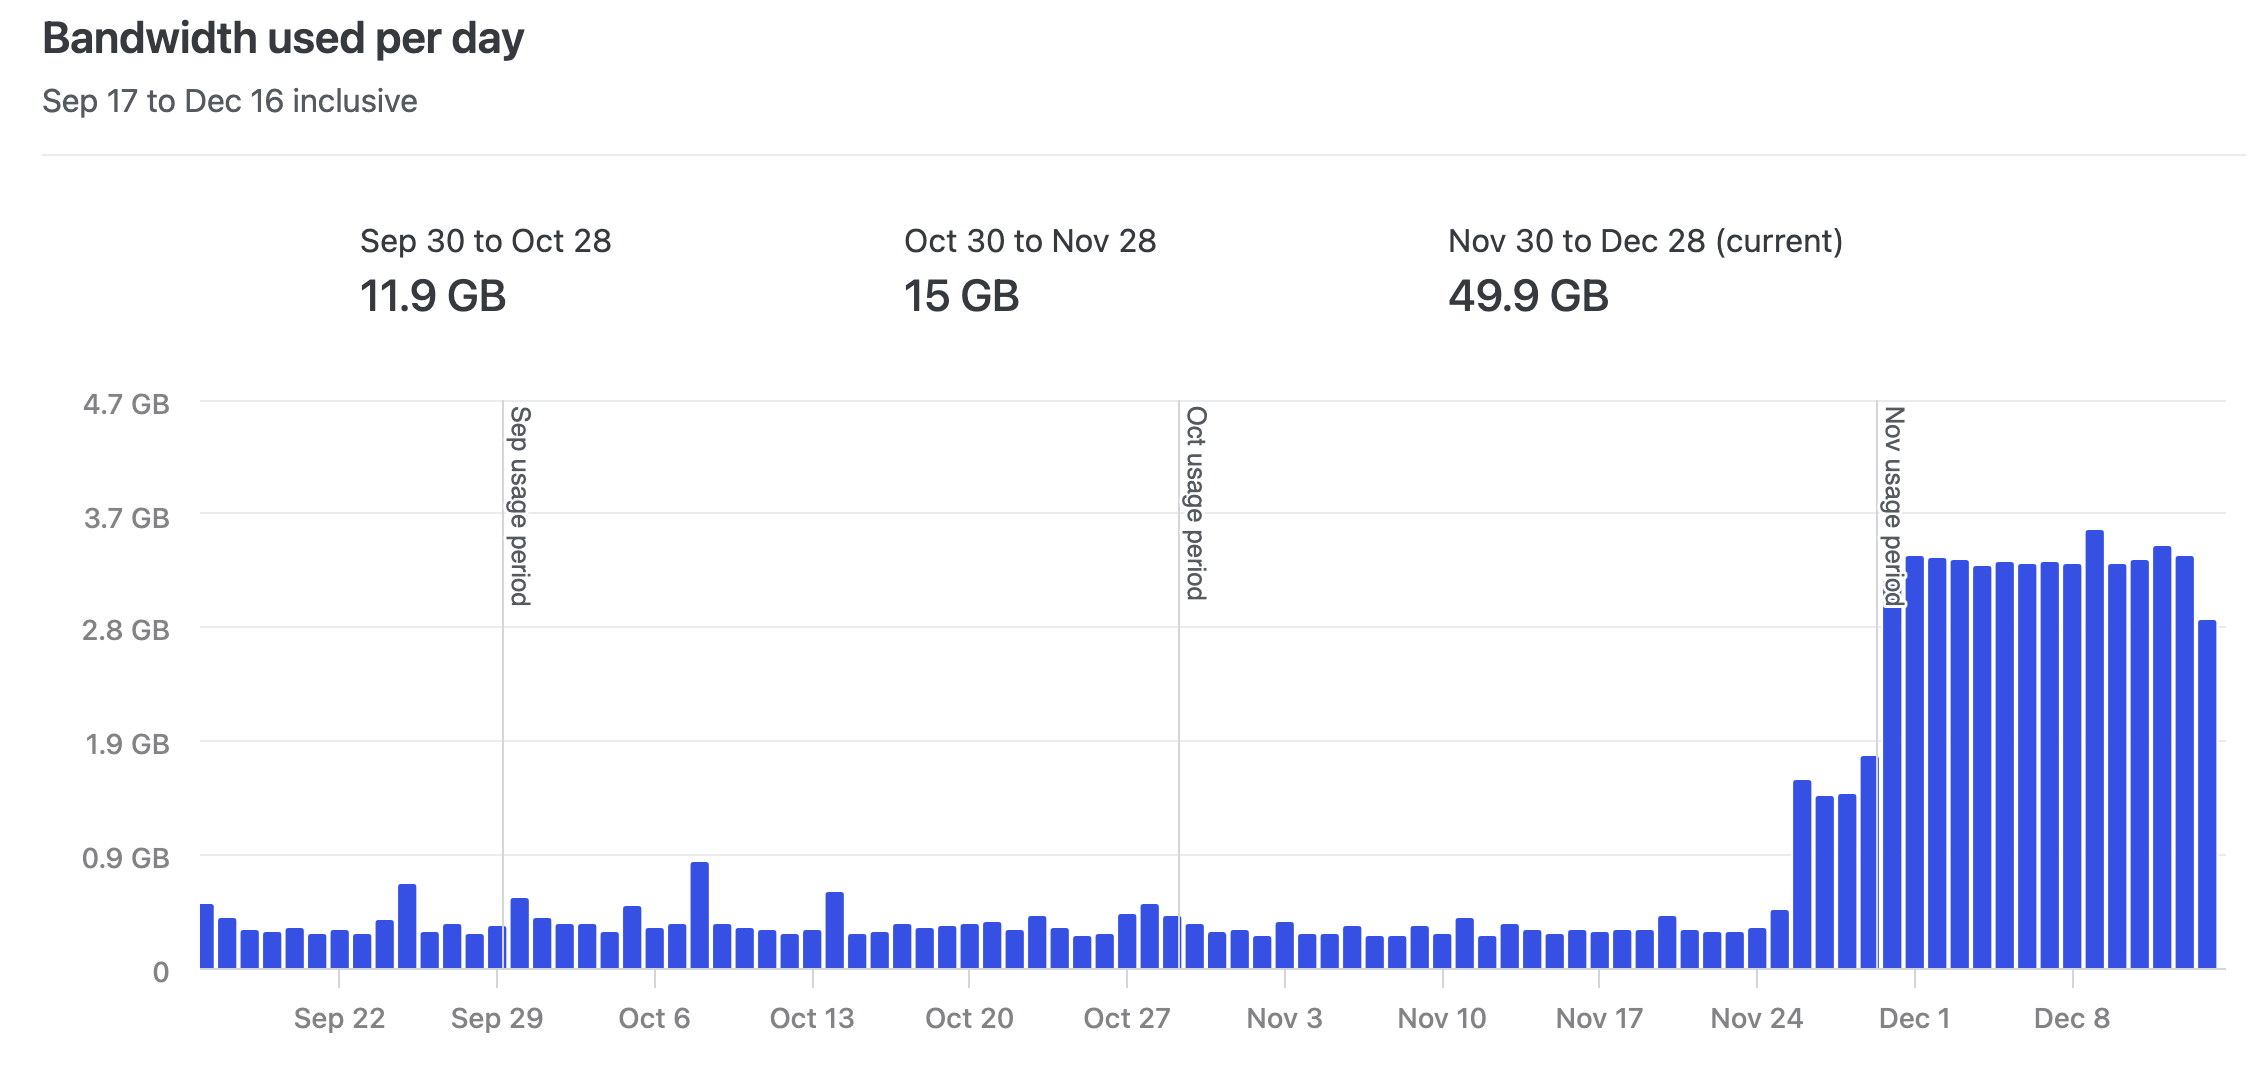 Bandwidth used per day
Sep 17 to Dec 16 inclusive
Sep 30 to Oct 28
11.9 GB
Oct 30 to Nov 28
15 GB
Nov 30 to Dec 28 (current)
49.9 GB
4.7 GB
3.7 GB
2.8 GB
1.9 GB
0.9 GB
0
Sep usage period
Oct usage period
Nov usage period
Sep 22
Sep 29
Oct 6
Oct 13
Oct 20
Oct 27
Nov 3
Nov 10
Nov 17
Nov 24
Dec 1
Dec 8